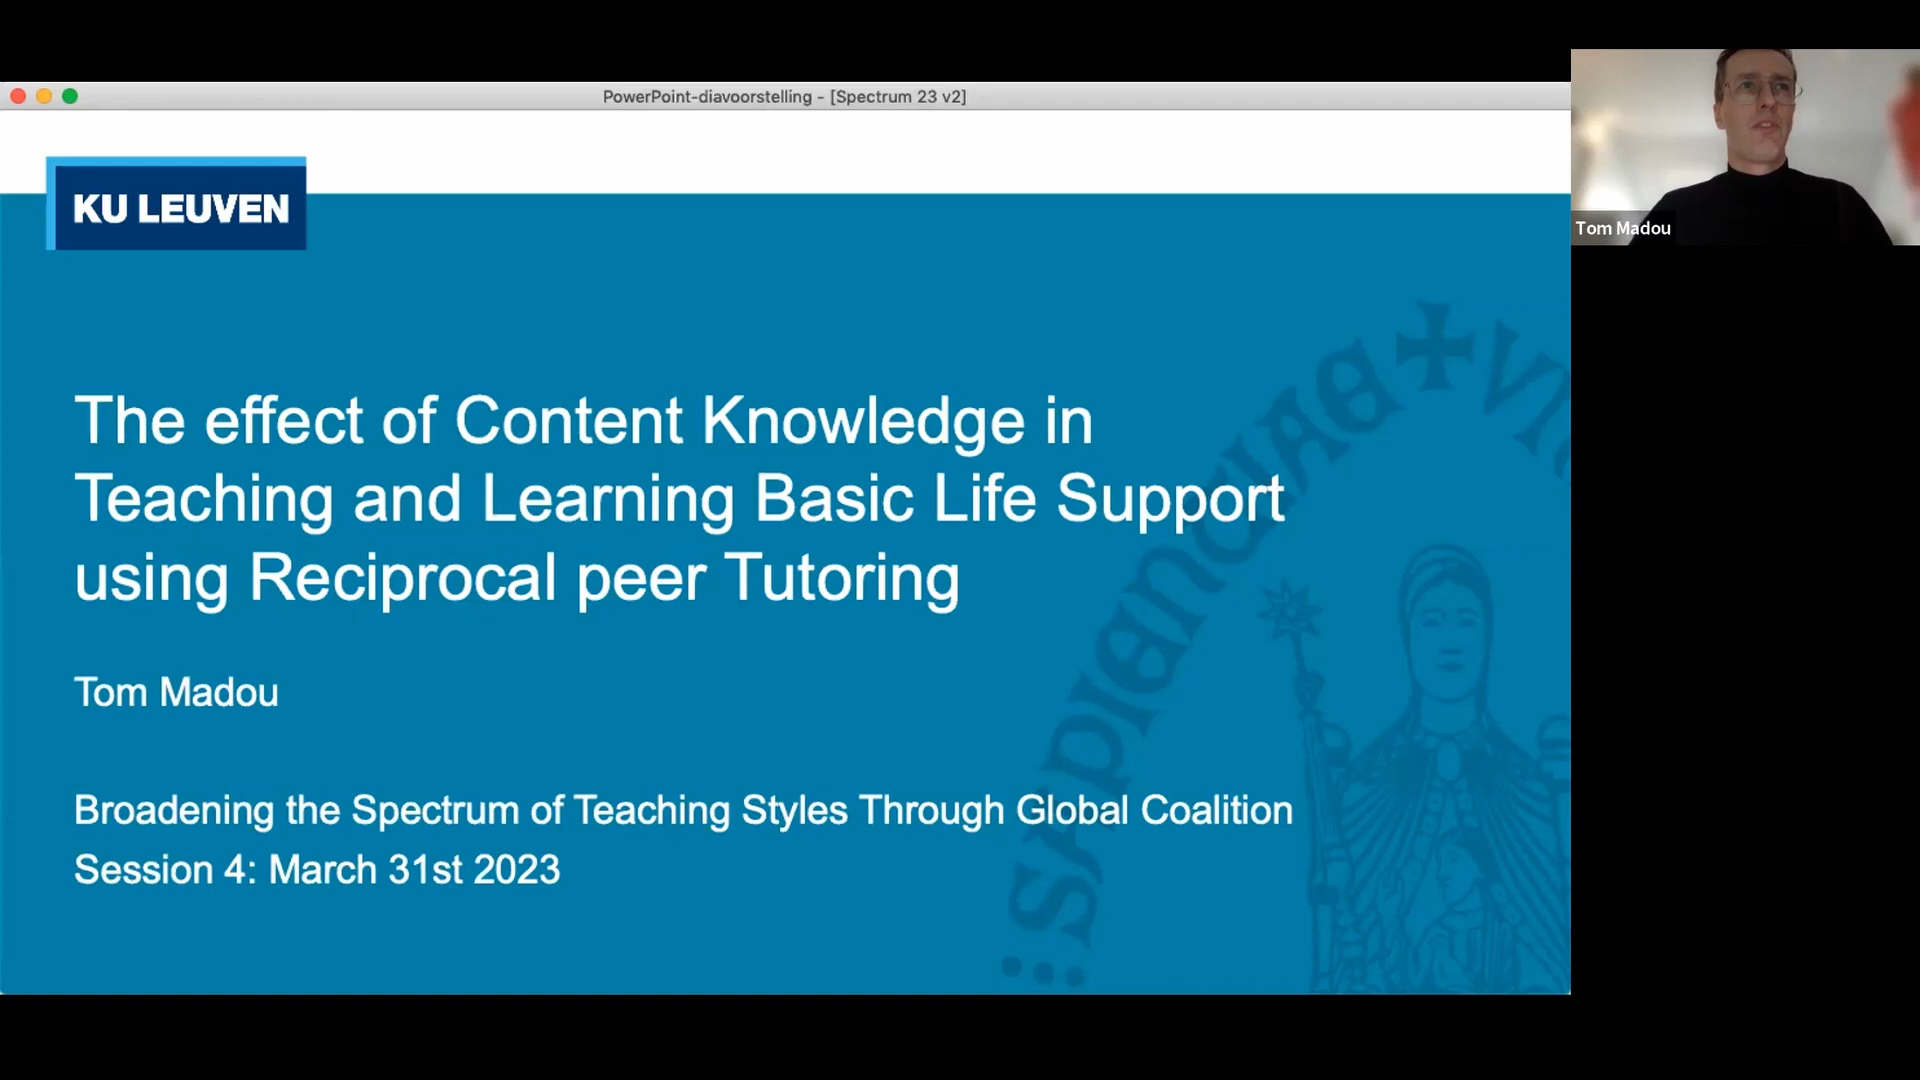 PowerPoint-diavoorstelling - [Spectrum 23 v2]
KU LEUVEN
Tom Madou
The effect of Content Knowledge in
Teaching and Learning Basic Life Support
using Reciprocal peer Tutoring
Tom Madou
Broadening the Spectrum of Teaching Styles Through Global Coalition
Session 4: March 31st 2023